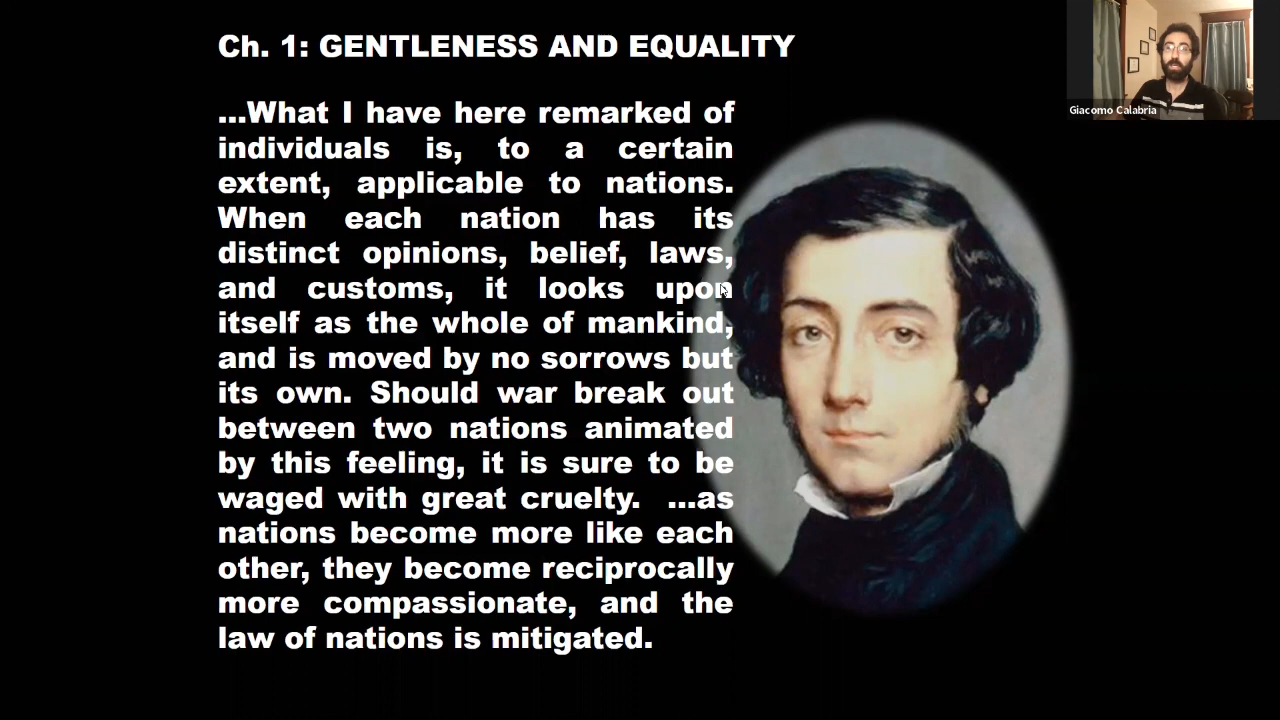 Ch. 1: GENTLENESS AND EQUALITY
...What I have here remarked of
individuals is, to a certain
extent, applicable to nations.
When each nation has its
distinct opinions, belief, laws,
and customs, it looks upon
itself as the whole of mankind,
and is moved by no sorrows but
its own. Should war break out
between two nations animated
by this feeling, it is sure to be
waged with great cruelty. ...as
nations become more like each
other, they become reciprocally
more compassionate, and the
law of nations is mitigated.
Giacomo Calabria